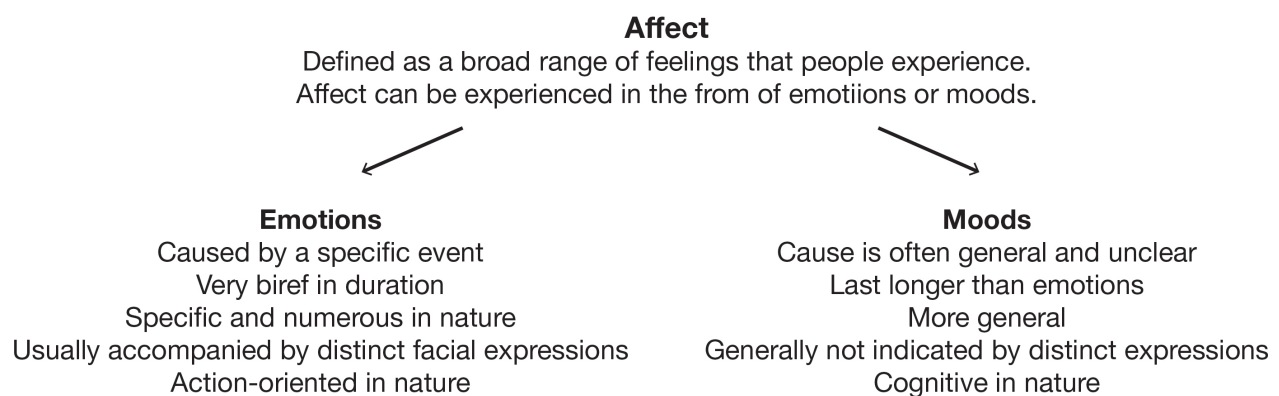 Affect
Defined as a broad range of feelings that people experience.
Affect can be experienced in the from of emotiions or moods.
Emotions
Caused by a specific event
Very biref in duration
Specific and numerous in nature
Usually accompanied by distinct facial expressions
Action-oriented in nature
Moods
Cause is often general and unclear
Last longer than emotions
More general
Generally not indicated by distinct expressions
Cognitive in nature